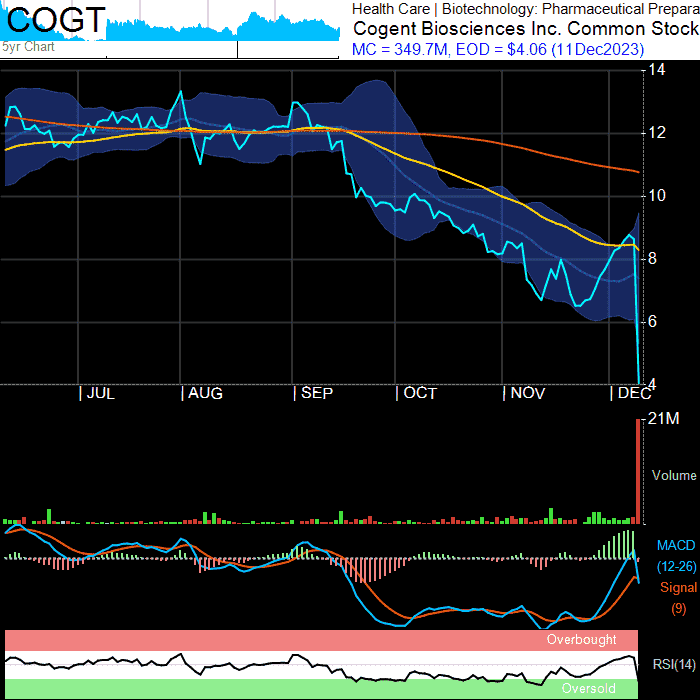 COGT
5yr Chart
Health Care | Biotechnology: Pharmaceutical Prepara
Cogent Biosciences Inc. Common Stock
MC = 349.7M, EOD = $4.06 (11Dec2023)
14
12
10
8
6
4
| JUL | AUG | SEP | OCT | NOV | DEC
21M
Volume
MACD
(12-26)
Signal
(9)
Overbought
RSI(14)
Oversold